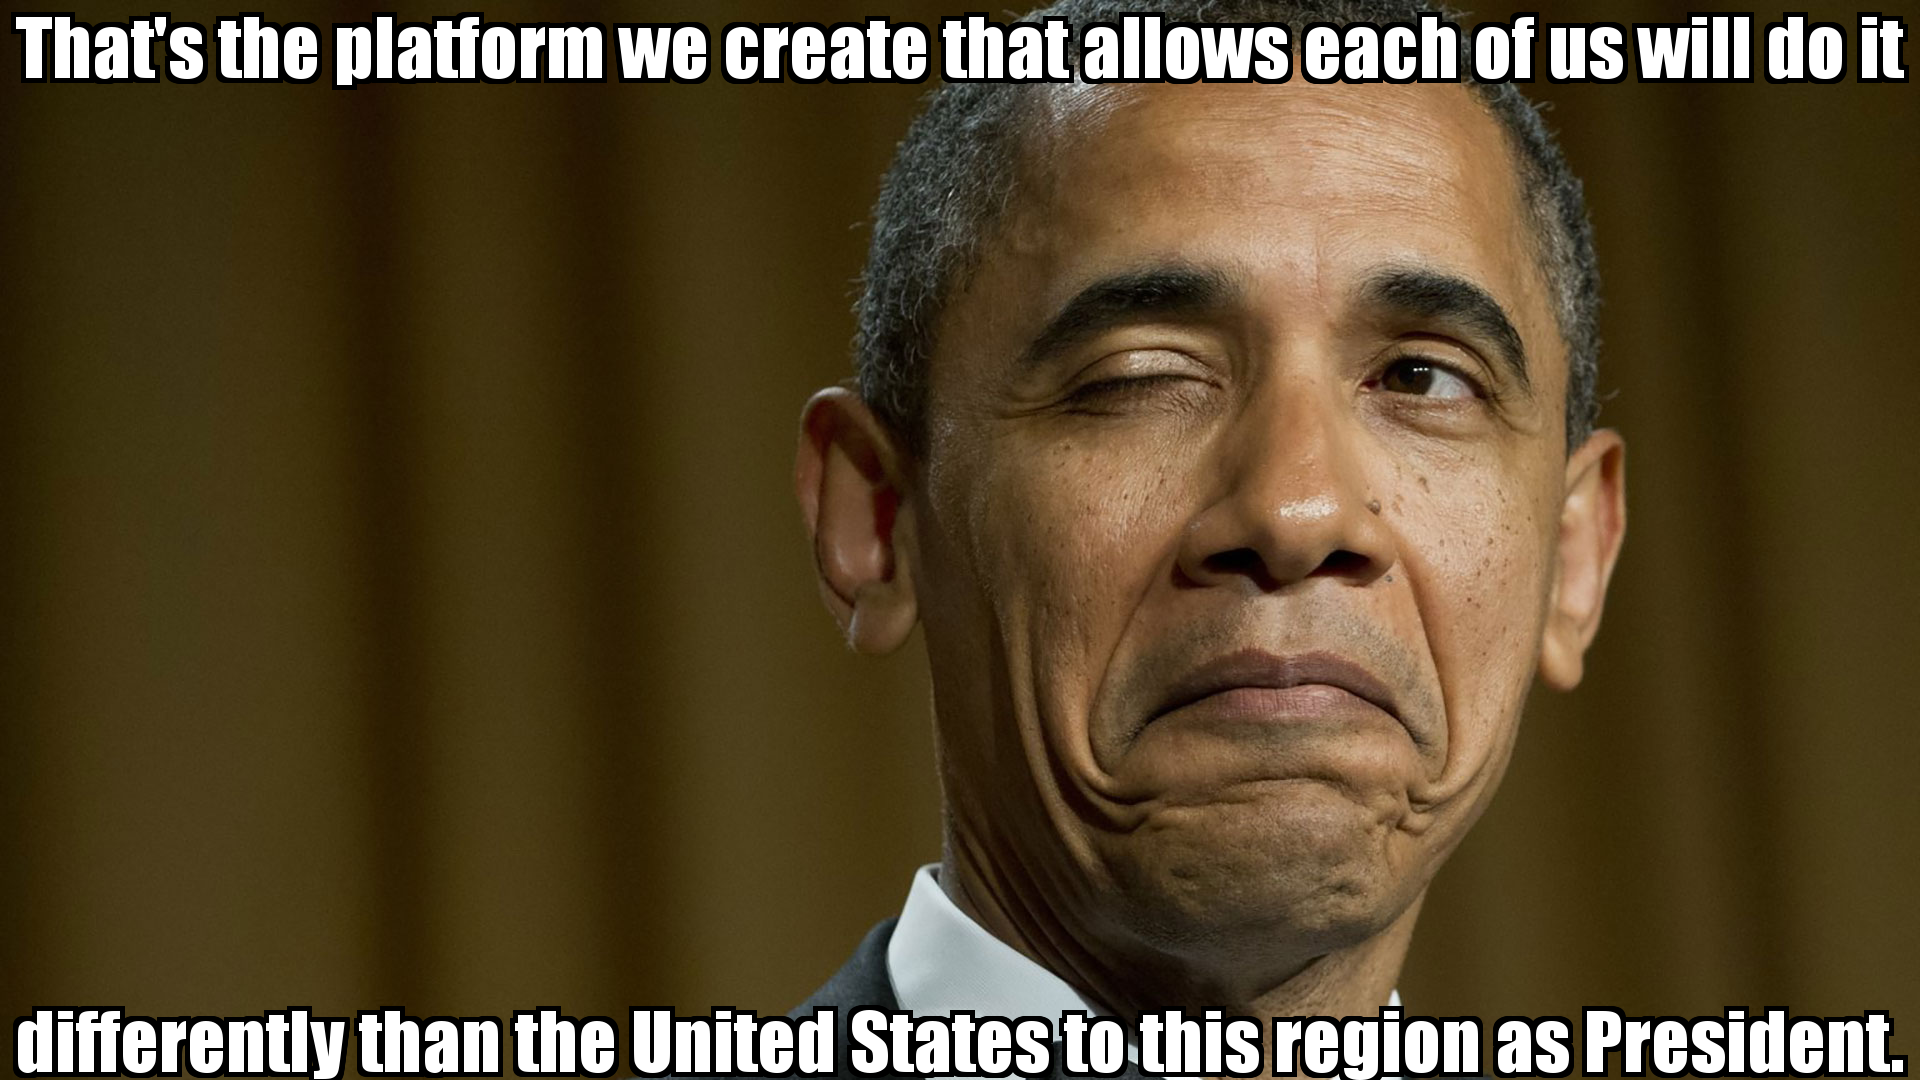 That's the platform we create that allows each of us will do it
differently than the United States to this region as President.